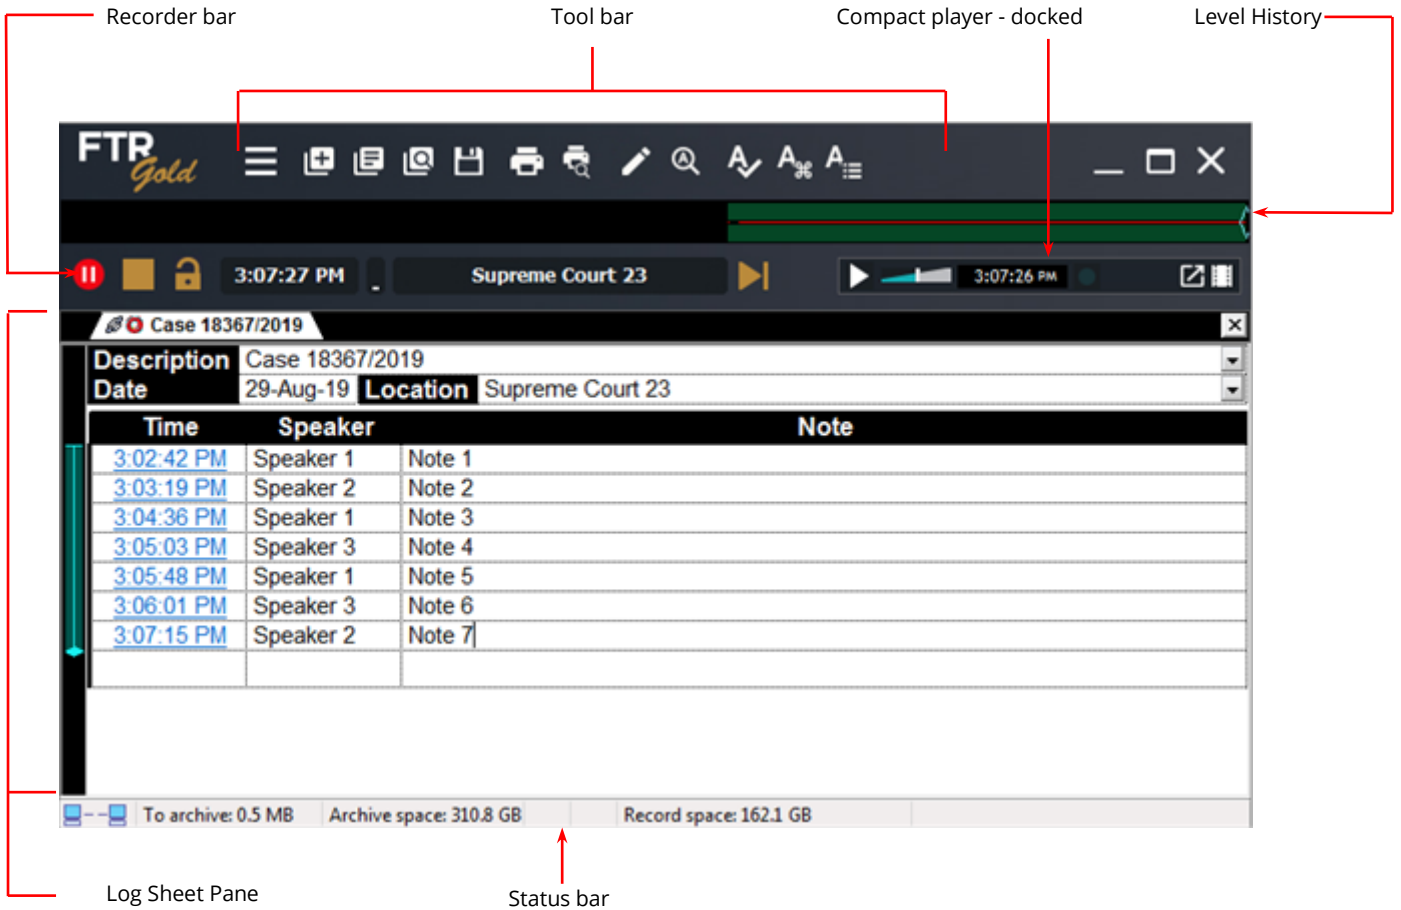 Recorder bar
Tool bar
Compact player - docked
Level History
FTR
Gold
3:07:27 PM
Supreme Court 23
3:07:26 PM
Case 18367/2019
Description Case 18367/2019
Date 29-Aug-19 Location Supreme Court 23
Time Speaker Note
3:02:42 PM Speaker 1 Note 1
3:03:19 PM Speaker 2 Note 2
3:04:36 PM Speaker 1 Note 3
3:05:03 PM Speaker 3 Note 4
3:05:48 PM Speaker 1 Note 5
3:06:01 PM Speaker 3 Note 6
3:07:15 PM Speaker 2 Note 7
To archive: 0.5 MB Archive space: 310.8 GB Record space: 162.1 GB
Log Sheet Pane
Status bar